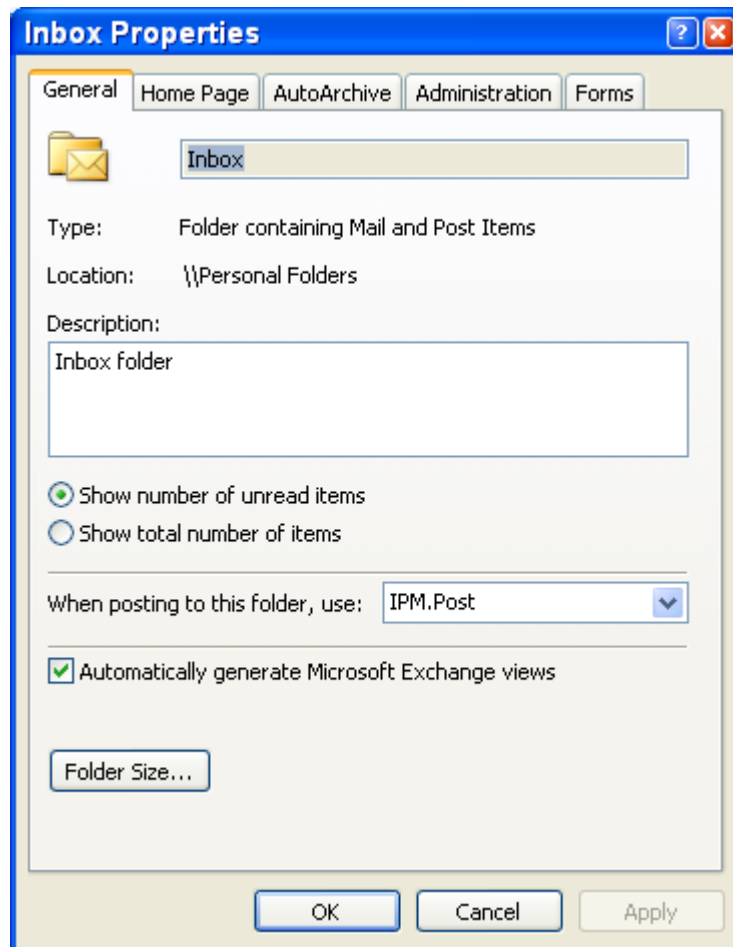 Inbox Properties
General Home Page AutoArchive Administration Forms
Inbox
Type: Folder containing Mail and Post Items
Location: \\Personal Folders
Description:
Inbox folder
Show number of unread items
Show total number of items
When posting to this folder, use: IPM.Post
Automatically generate Microsoft Exchange views
Folder Size...
OK Cancel Apply